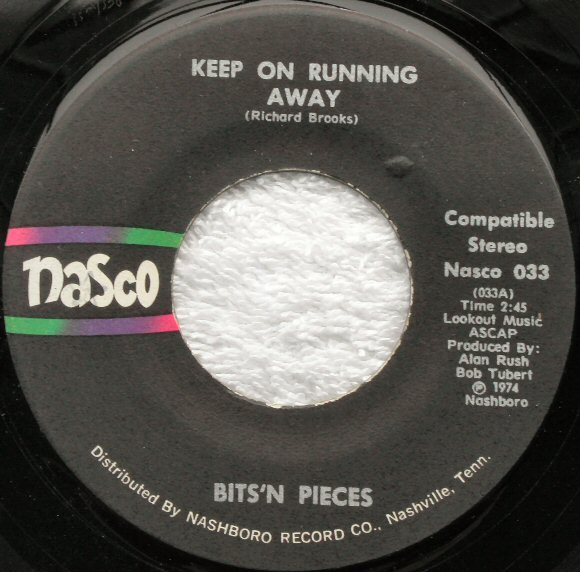 KEEP ON RUNNING
AWAY
(Richard Brooks)
nasco
Compatible
Stereo
Nasco 033
(033A)
Time 2:45
Lookout Music
ASCAP
Produced By:
Alan Rush
Bob Tubert
℗ 1974
Nashboro
BITS'N PIECES
Distributed By NASHBORO RECORD CO., Nashville, Tenn.